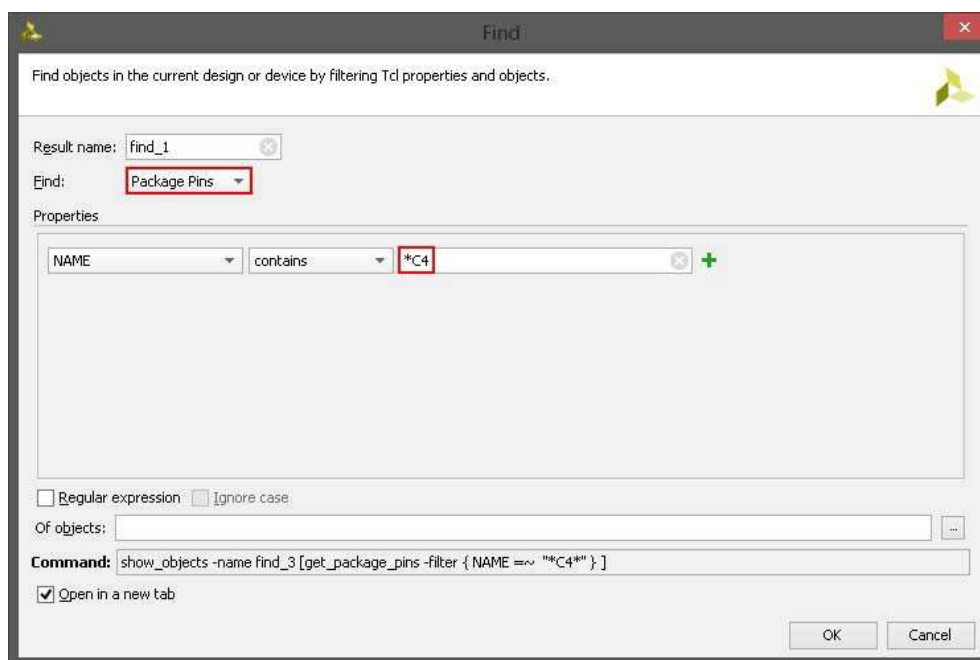 Find
Find objects in the current design or device by filtering Tcl properties and objects.
Result name: find_1
Find: Package Pins
Properties
NAME contains *C4
Regular expression Ignore case
Of objects: ...
Command: show_objects -name find_3 [get_package_pins -filter { NAME =~ "*C4*" } ]
Open in a new tab
OK Cancel